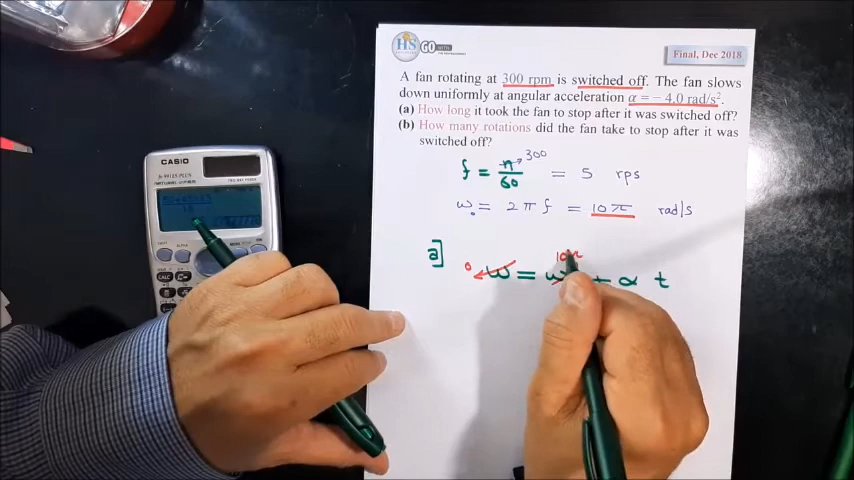 HS
GO
Final, Dec 2018
A fan rotating at 300 rpm is switched off. The fan slows
down uniformly at angular acceleration α = − 4.0 rad/s².
(a) How long it took the fan to stop after it was switched off?
(b) How many rotations did the fan take to stop after it was
switched off?
f = n/60 300 = 5 rps
ω₀ = 2 π f = 10 π rad/s
a] 0 ω = ω 10π + α t
CASIO